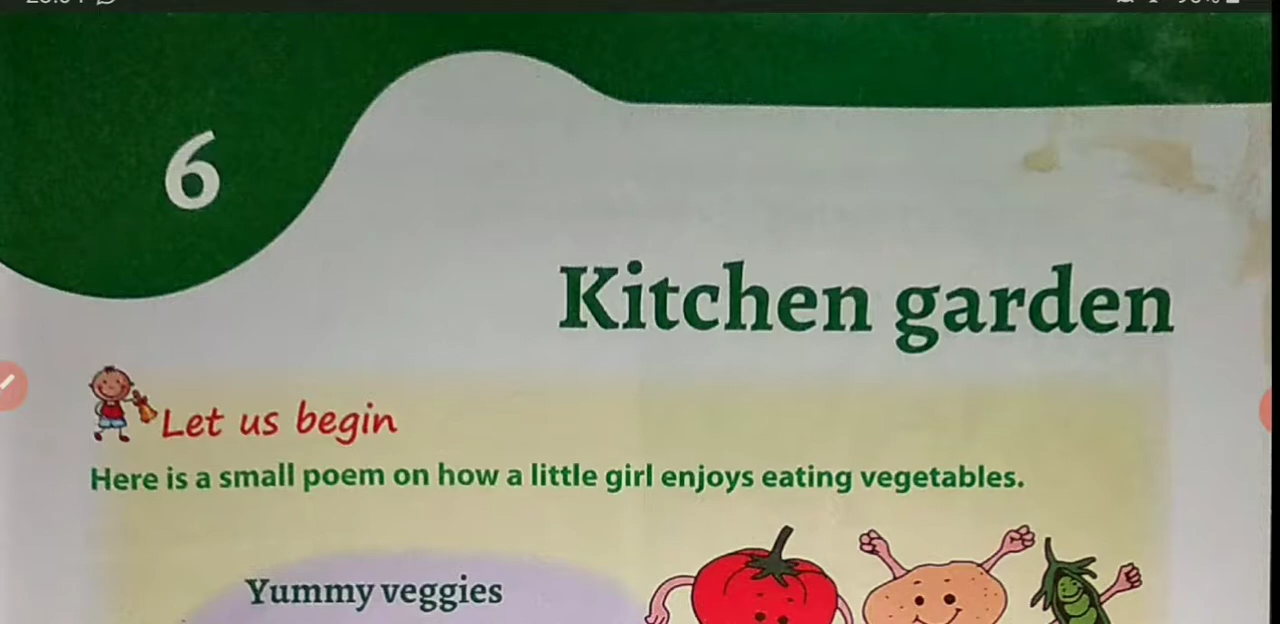 6
Kitchen garden
Let us begin
Here is a small poem on how a little girl enjoys eating vegetables.
Yummy veggies